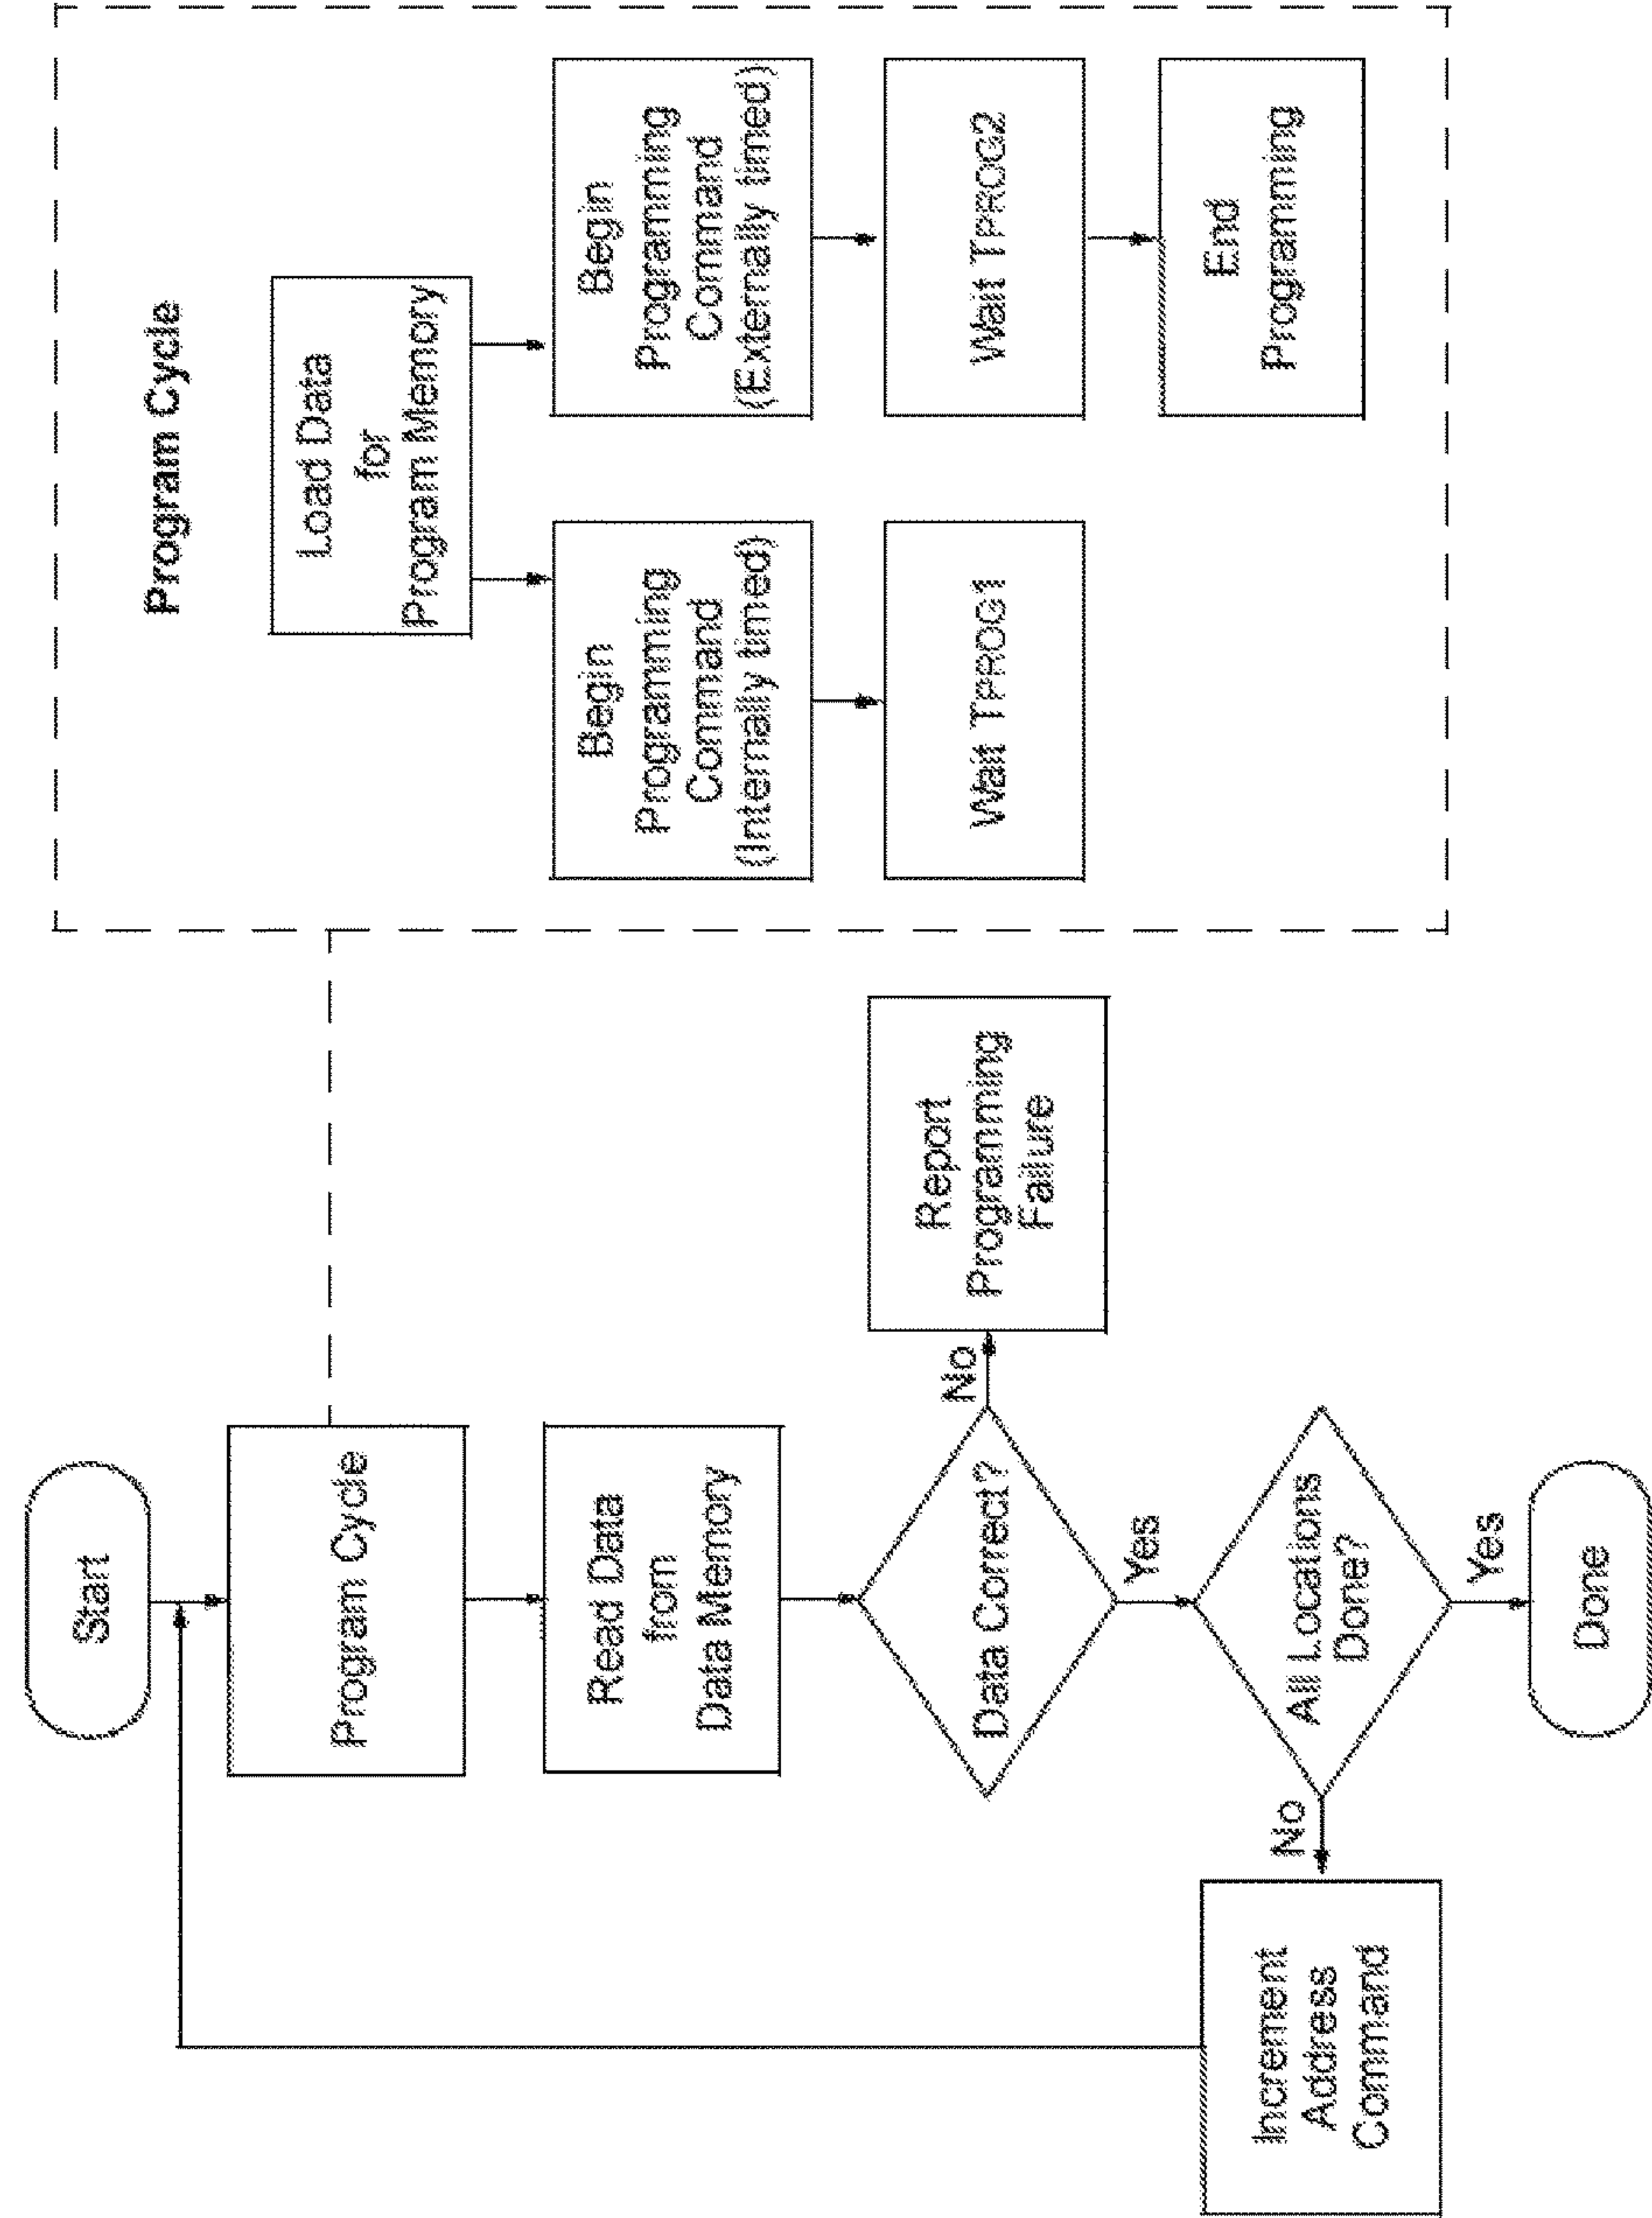 Start
Program Cycle
Read Data
from
Data Memory
Data Correct?
No
Report
Programming
Failure
Yes
All Locations
Done?
No
Increment
Address
Command
Yes
Done
Program Cycle
Load Data
for
Program Memory
Begin
Programming
Command
(Internally timed)
Wait TPROG1
Begin
Programming
Command
(Externally timed)
Wait TPROG2
End
Programming